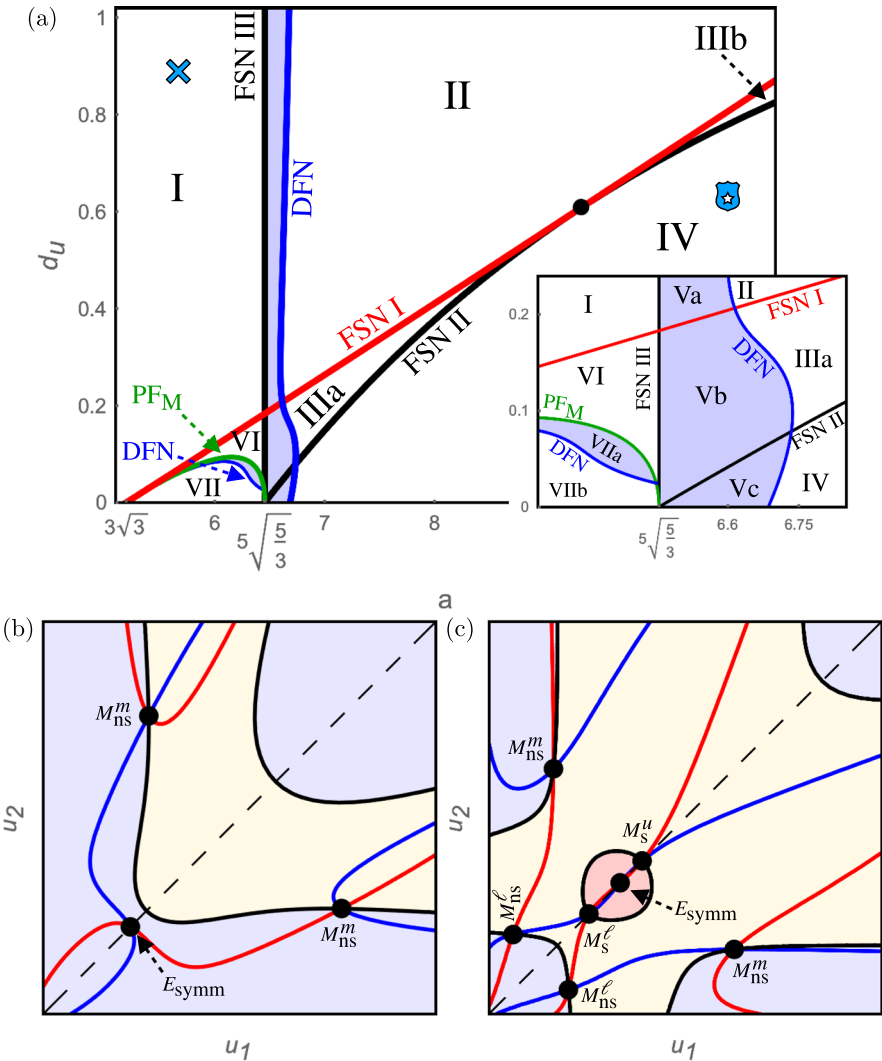 (a)
1
0.8
0.6
0.4
0.2
0
d_u
FSN III
DFN
IIIb
II
I
IV
FSN I
FSN II
IIIa
PF_M
DFN
VI
VII
3√3
6
5√(5/3)
7
8
a
0.2
0.1
0
I
Va
II
FSN I
VI
FSN III
DFN
IIIa
Vb
PF_M
VIIa
DFN
FSN II
VIIb
Vc
IV
5√(5/3)
6.6
6.75
(b)
M^m_ns
u_2
M^m_ns
E_symm
u_1
(c)
M^m_ns
u_2
M^u_s
M^ℓ_ns
E_symm
M^ℓ_s
M^m_ns
M^ℓ_ns
u_1